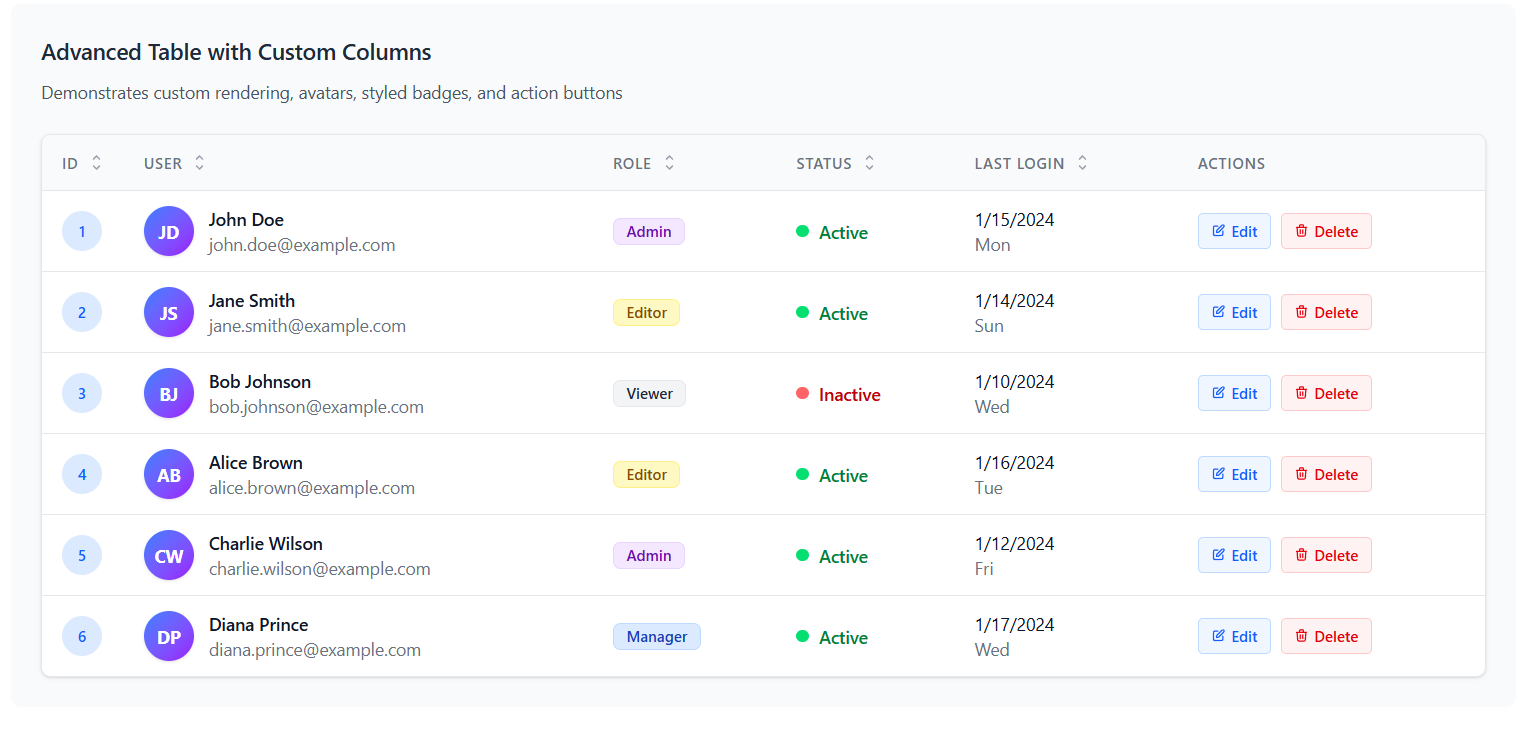 Advanced Table with Custom Columns
Demonstrates custom rendering, avatars, styled badges, and action buttons
ID USER ROLE STATUS LAST LOGIN ACTIONS
1 JD John Doe Admin Active 1/15/2024 Edit Delete
john.doe@example.com Mon
2 JS Jane Smith Editor Active 1/14/2024 Edit Delete
jane.smith@example.com Sun
3 BJ Bob Johnson Viewer Inactive 1/10/2024 Edit Delete
bob.johnson@example.com Wed
4 AB Alice Brown Editor Active 1/16/2024 Edit Delete
alice.brown@example.com Tue
5 CW Charlie Wilson Admin Active 1/12/2024 Edit Delete
charlie.wilson@example.com Fri
6 DP Diana Prince Manager Active 1/17/2024 Edit Delete
diana.prince@example.com Wed